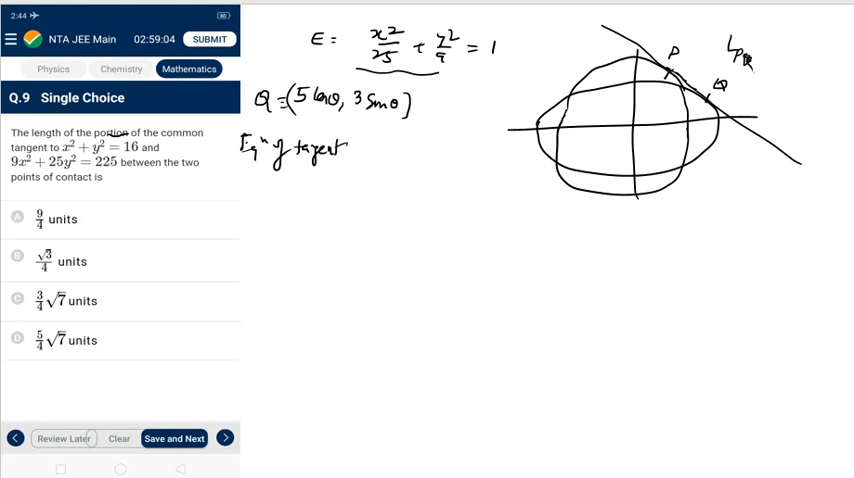 2:44
NTA JEE Main
02:59:04
SUBMIT
Physics
Chemistry
Mathematics
Q.9 Single Choice
The length of the portion of the common
tangent to x² + y² = 16 and
9x² + 25y² = 225 between the two
points of contact is
A 9/4 units
B √3/4 units
C 3/4 √7 units
D 5/4 √7 units
Review Later
Clear
Save and Next
E = x²/25 + y²/9 = 1
Q = (5 cosθ, 3 sinθ)
Eqⁿ of tagent
P
Q
L_PQ